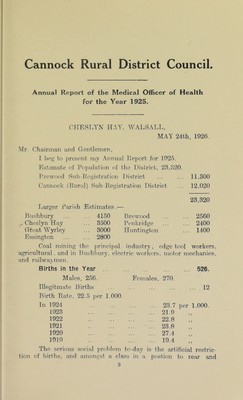 Cannock Rural District Council.
Annual Report of the Medical Officer of Health
for the Year 1925.
CHESLYN HAY, WALSALL,
MAY 24th, 1926.
Mr. Chairman and Gentlemen,
I beg to present my Annual Report for 1925.
Estimate of Population of the District, 23,320.
Brewood Sub-Registration District ... ... 11,300
Cannock (Rural) Sub-Registration District ... 12,020
23,320
Larger Parish Estimates.—
Bushbury ... 4150 Brewood ... 2560
Cheslyn Hay ... 3500 Penkridge ... 2400
Great Wyrley ... 3000 Huntington ... 1400
Essington ... 2800
Coal mining the principal industry, edge tool workers,
agricultural, and in Bushbury, electric workers, motor mechanics,
and railwaymen.
Births in the Year ... ... ... ... 526.
Males, 256. Females, 270.
Illegitimate Births ... ... ... ... 12
Birth Rate, 22.5 per 1,000.
In 1924 ... ... ... ... 23.7 per 1,000.
1923 ... ... ... ... 21.9 ,,
1922 ... ... ... ... 22.8 ,,
1921 ... ... ... ... 23.8 ,,
1920 ... ... ... ... 27.4 ,,
1919 ... ... ... ... 19.4 ,,
The serious social problem to-day is the artificial restric-
tion of births, and amongst a class in a position to rear and
3